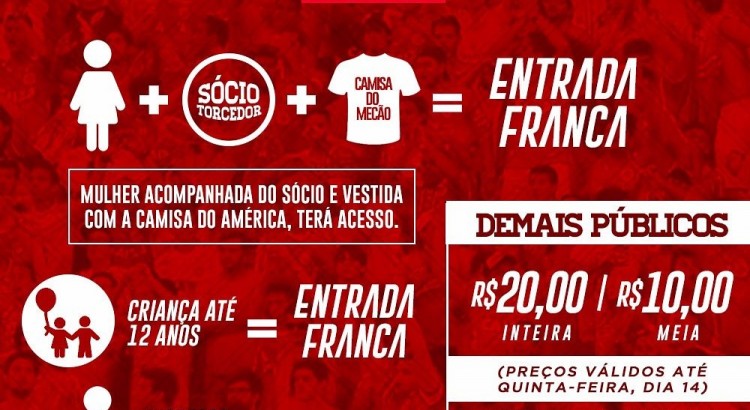 SÓCIO
TORCEDOR
CAMISA
DO
MECÃO
ENTRADA
FRANCA
MULHER ACOMPANHADA DO SÓCIO E VESTIDA
COM A CAMISA DO AMÉRICA, TERÁ ACESSO.
CRIANÇA ATÉ
12 ANOS
ENTRADA
FRANCA
DEMAIS PÚBLICOS
R$20,00 / R$10,00
INTEIRA MEIA
(PREÇOS VÁLIDOS ATÉ
QUINTA-FEIRA, DIA 14)